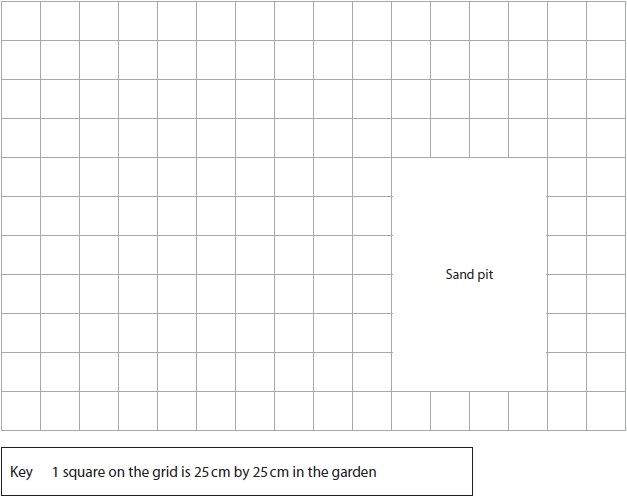 Sand pit
Key 1 square on the grid is 25 cm by 25 cm in the garden